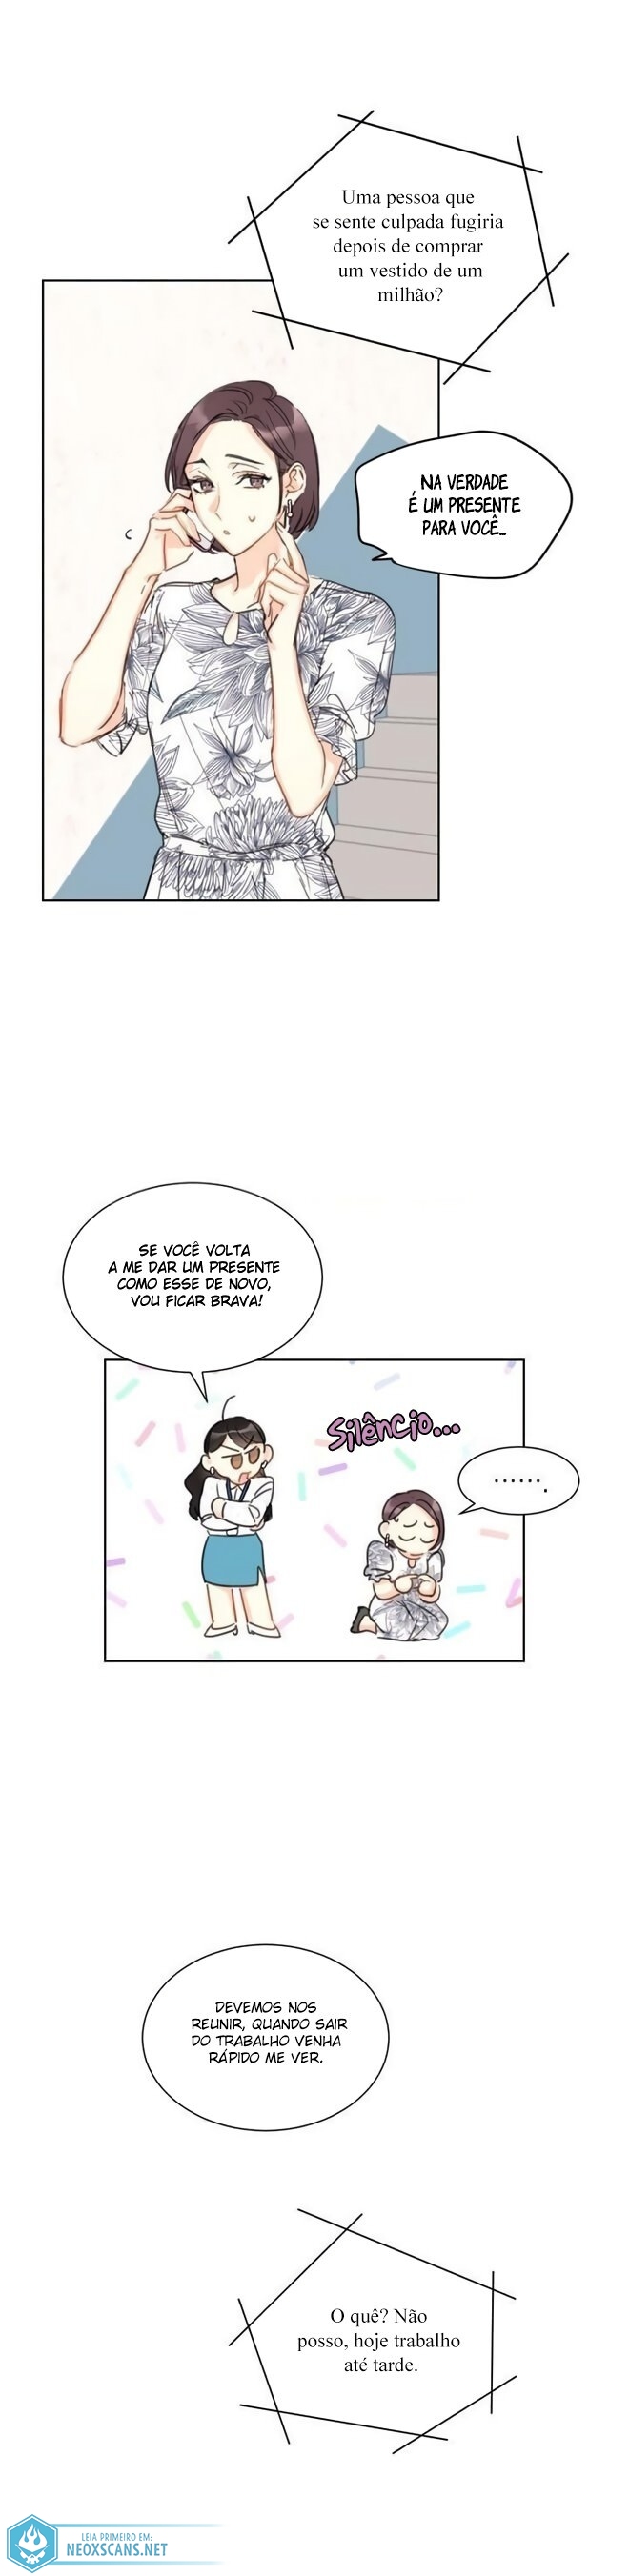 Uma pessoa que
se sente culpada fugiria
depois de comprar
um vestido de um
milhão?
NA VERDADE
É UM PRESENTE
PARA VOCÊ...
SE VOCÊ VOLTA
A ME DAR UM PRESENTE
COMO ESSE DE NOVO,
VOU FICAR BRAVA!
Silêncio...
.......
DEVEMOS NOS
REUNIR, QUANDO SAIR
DO TRABALHO VENHA
RÁPIDO ME VER.
O quê? Não
posso, hoje trabalho
até tarde.
LEIA PRIMEIRO EM:
NEOXSCANS.NET